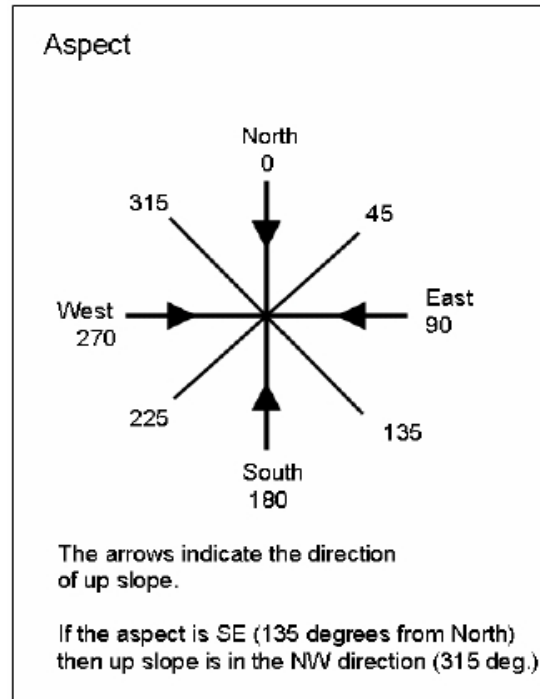 Aspect
North
0
315
45
West
270
East
90
225
135
South
180
The arrows indicate the direction
of up slope.
If the aspect is SE (135 degrees from North)
then up slope is in the NW direction (315 deg.)